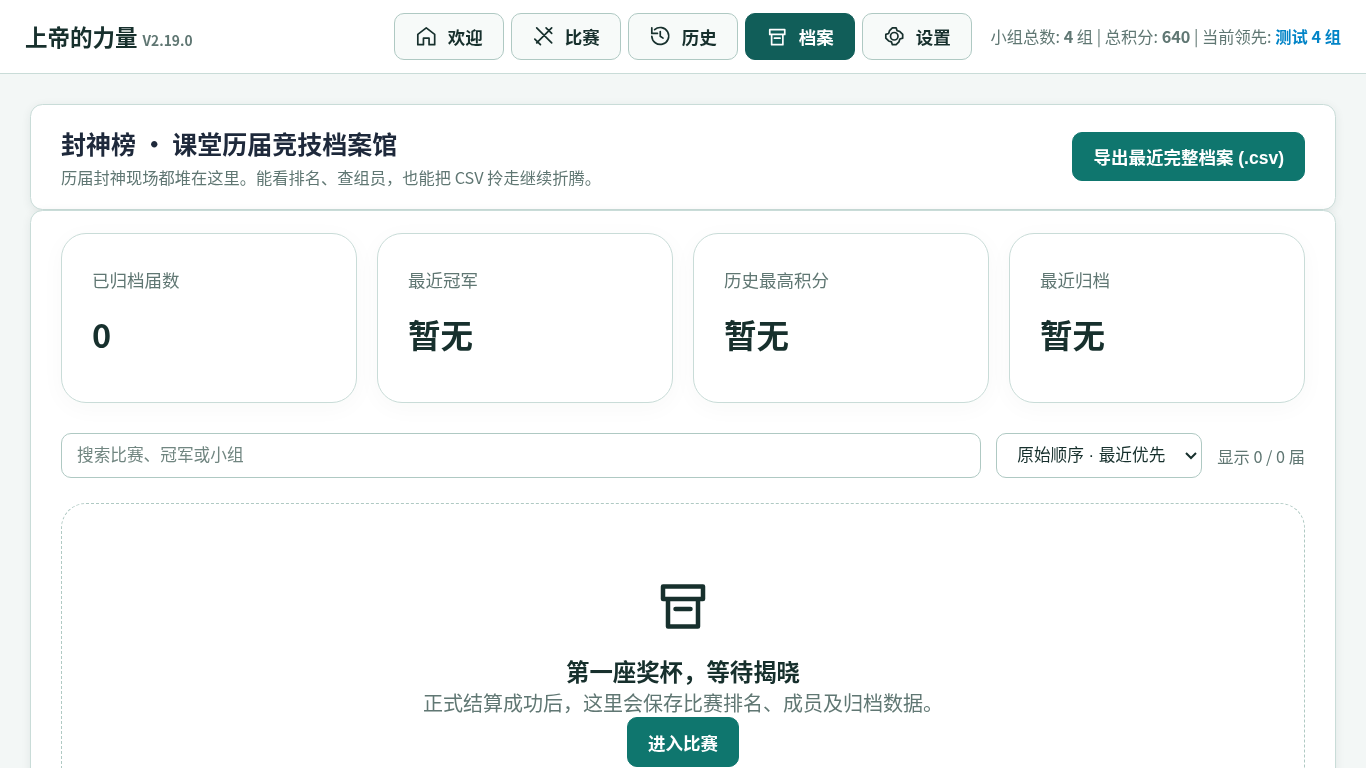 上帝的力量 V2.19.0
欢迎
比赛
历史
档案
设置
小组总数: 4 组 | 总积分: 640 | 当前领先: 测试 4 组
封神榜 · 课堂历届竞技档案馆
历届封神现场都堆在这里。能看排名、查组员，也能把 CSV 拎走继续折腾。
导出最近完整档案 (.csv)
已归档届数
0
最近冠军
暂无
历史最高积分
暂无
最近归档
暂无
搜索比赛、冠军或小组
原始顺序 · 最近优先
显示 0 / 0 届
第一座奖杯，等待揭晓
正式结算成功后，这里会保存比赛排名、成员及归档数据。
进入比赛